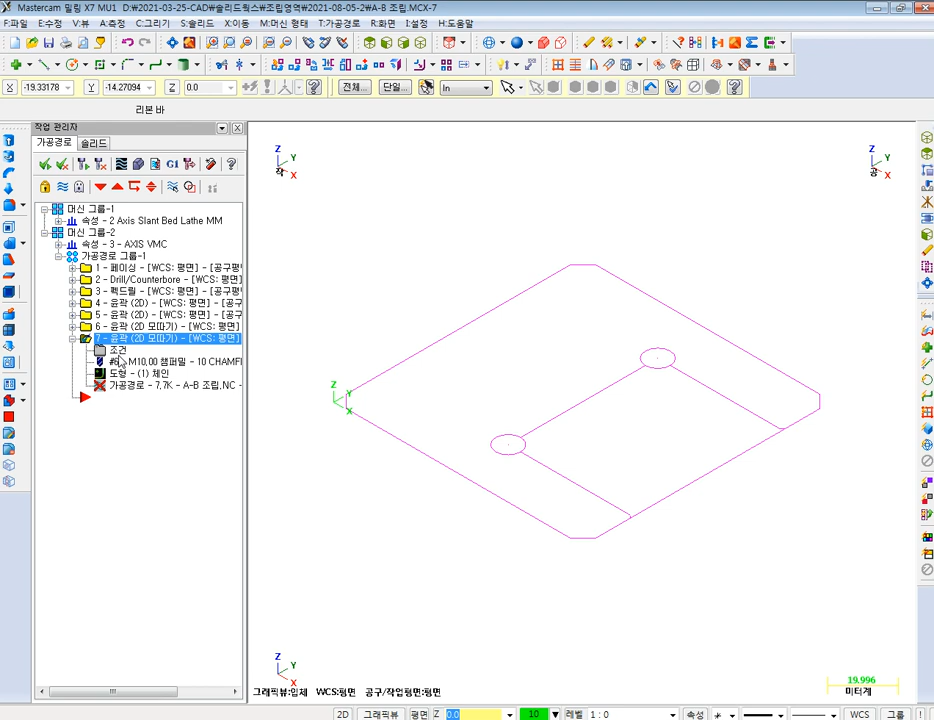 Mastercam 밀링 X7 MU1 D:\2021-03-25-CAD\솔리드웍스\조립영역\2021-08-05-2\A-B 조립.MCX-7
F:파일 E:수정 V:뷰 A:측정 C:그리기 S:솔리드 X:이동 M:머신 형태 T:가공경로 R:화면 I:설정 H:도움말
X -19.33178 Y -14.27094 Z 0.0 전체... 단일... In
리본 바
작업 관리자
가공경로 솔리드
G1
머신 그룹-1
속성 - 2 Axis Slant Bed Lathe MM
머신 그룹-2
속성 - 3 - AXIS VMC
가공경로 그룹-1
1 - 페이싱 - [WCS: 평면] - [공구평
2 - Drill/Counterbore - [WCS: 평면]
3 - 펙드릴 - [WCS: 평면] - [공구평
4 - 윤곽 (2D) - [WCS: 평면] - [공
5 - 윤곽 (2D) - [WCS: 평면] - [공
6 - 윤곽 (2D 모따기) - [WCS: 평면]
7 - 윤곽 (2D 모따기) - [WCS: 평면]
조건
M10.00 챔퍼밀 - 10 CHAMF
도형 - (1) 체인
가공경로 - 7.7K - A-B 조립.NC -
Z Y X 작
Z Y X 공
Z Y X
Z Y X
그래픽뷰:입체 WCS:평면 공구/작업평면:평면
19.996
미터계
2D 그래픽뷰 평면 Z 0.0 10 레벨 1 : 0 속성 WCS 그룹